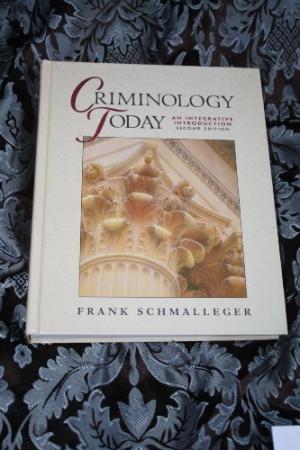 CRIMINOLOGY
TODAY
AN INTEGRATIVE
INTRODUCTION
SECOND EDITION
FRANK SCHMALLEGER